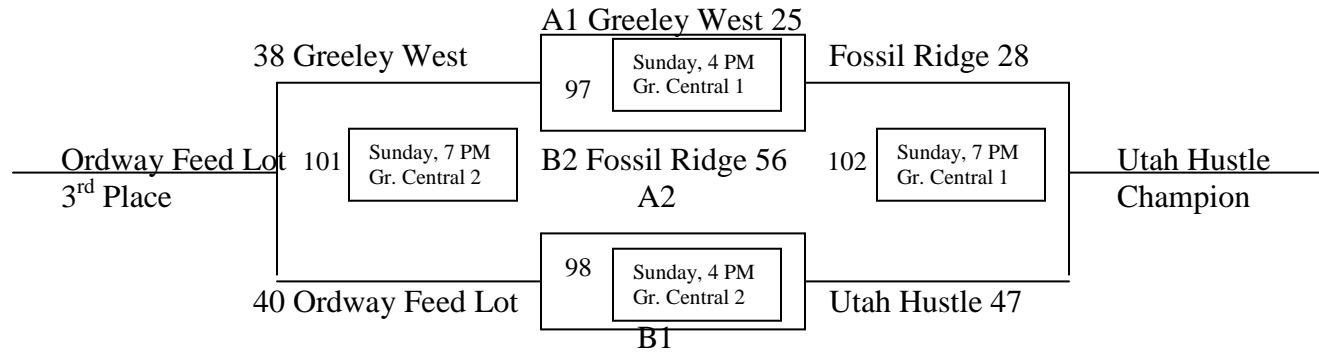 A1 Greeley West 25
38 Greeley West
Sunday, 4 PM
Gr. Central 1
97
Fossil Ridge 28
Ordway Feed Lot
3rd Place
101
Sunday, 7 PM
Gr. Central 2
B2 Fossil Ridge 56
A2
102
Sunday, 7 PM
Gr. Central 1
Utah Hustle
Champion
98
Sunday, 4 PM
Gr. Central 2
40 Ordway Feed Lot
B1
Utah Hustle 47